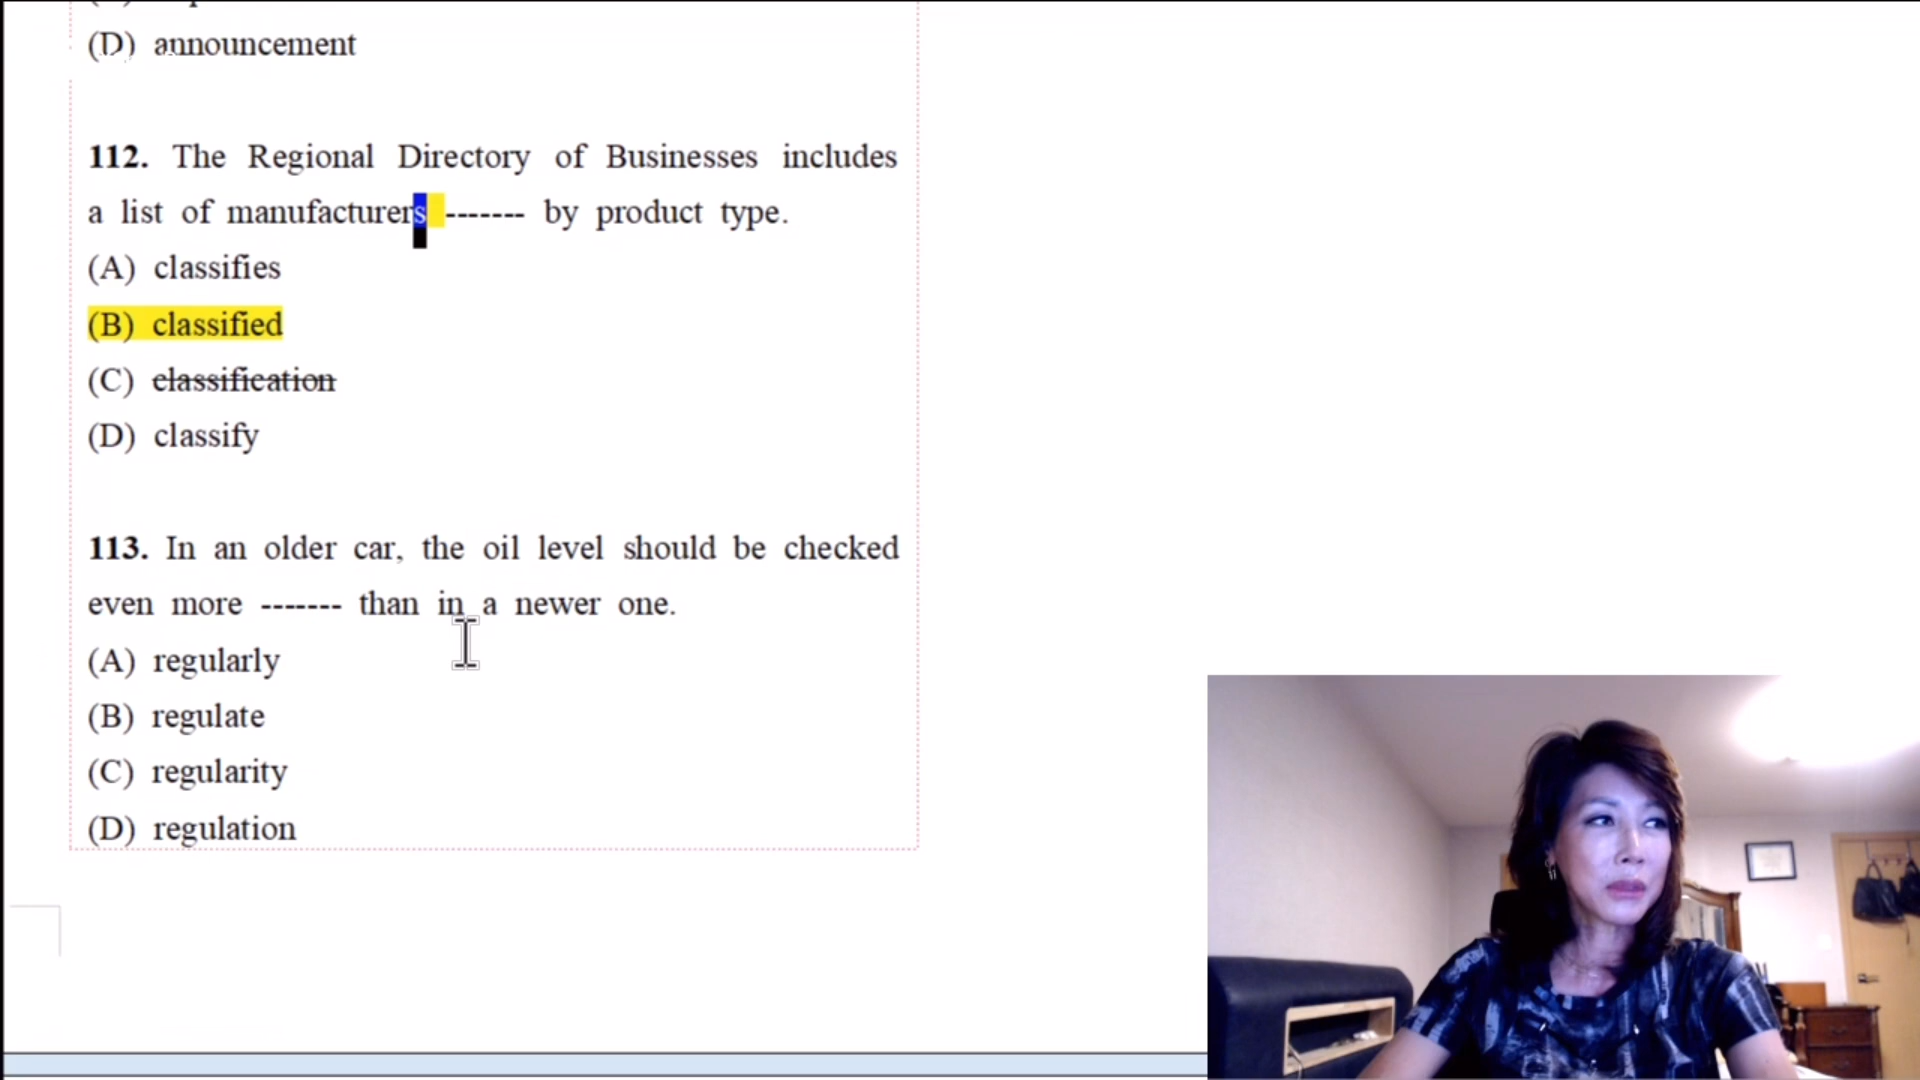 (D) announcement
112. The Regional Directory of Businesses includes
a list of manufacturers ------- by product type.
(A) classifies
(B) classified
(C) classification
(D) classify
113. In an older car, the oil level should be checked
even more ------- than in a newer one.
(A) regularly
(B) regulate
(C) regularity
(D) regulation